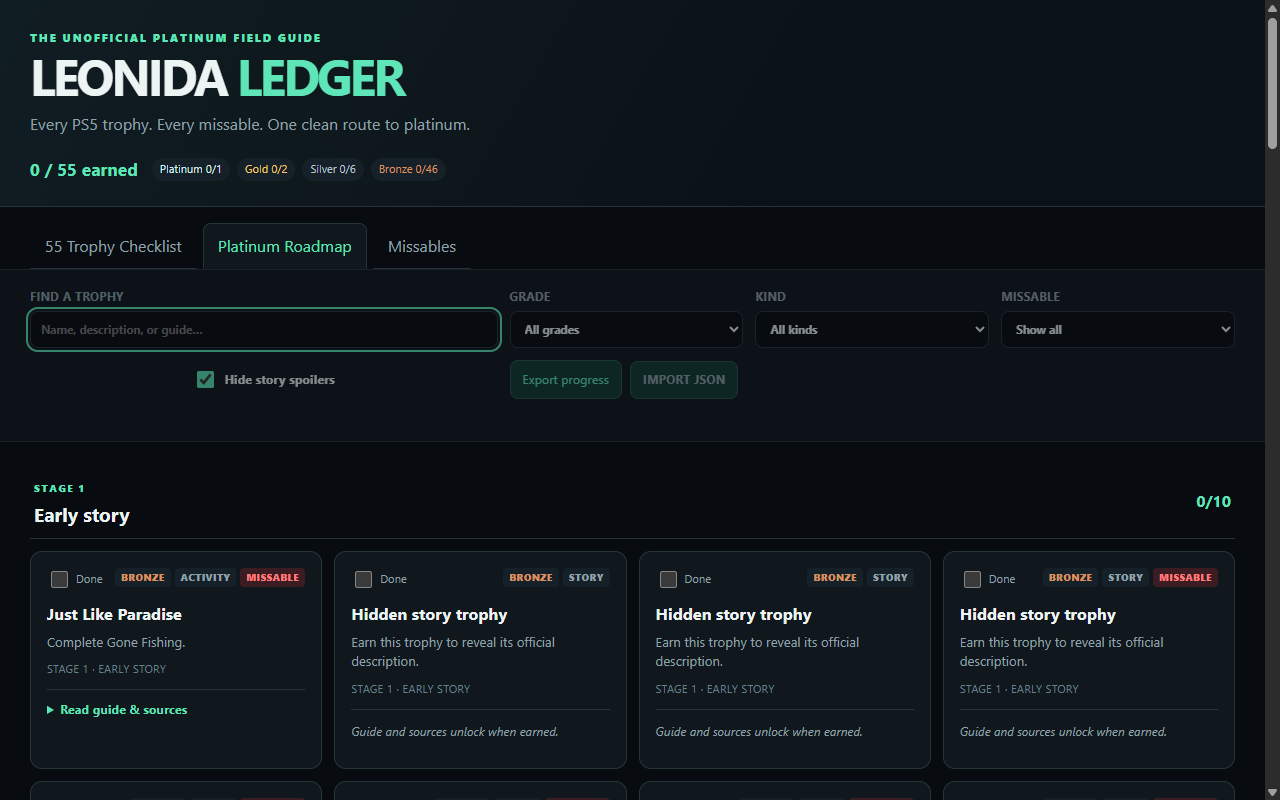 THE UNOFFICIAL PLATINUM FIELD GUIDE
LEONIDA LEDGER
Every PS5 trophy. Every missable. One clean route to platinum.
0 / 55 earned Platinum 0/1 Gold 0/2 Silver 0/6 Bronze 0/46
55 Trophy Checklist Platinum Roadmap Missables
FIND A TROPHY GRADE KIND MISSABLE
Name, description, or guide... All grades All kinds Show all
Hide story spoilers Export progress IMPORT JSON
STAGE 1
Early story 0/10
Done BRONZE ACTIVITY MISSABLE
Just Like Paradise
Complete Gone Fishing.
STAGE 1 · EARLY STORY
Read guide & sources
Done BRONZE STORY
Hidden story trophy
Earn this trophy to reveal its official
description.
STAGE 1 · EARLY STORY
Guide and sources unlock when earned.
Done BRONZE STORY
Hidden story trophy
Earn this trophy to reveal its official
description.
STAGE 1 · EARLY STORY
Guide and sources unlock when earned.
Done BRONZE STORY MISSABLE
Hidden story trophy
Earn this trophy to reveal its official
description.
STAGE 1 · EARLY STORY
Guide and sources unlock when earned.